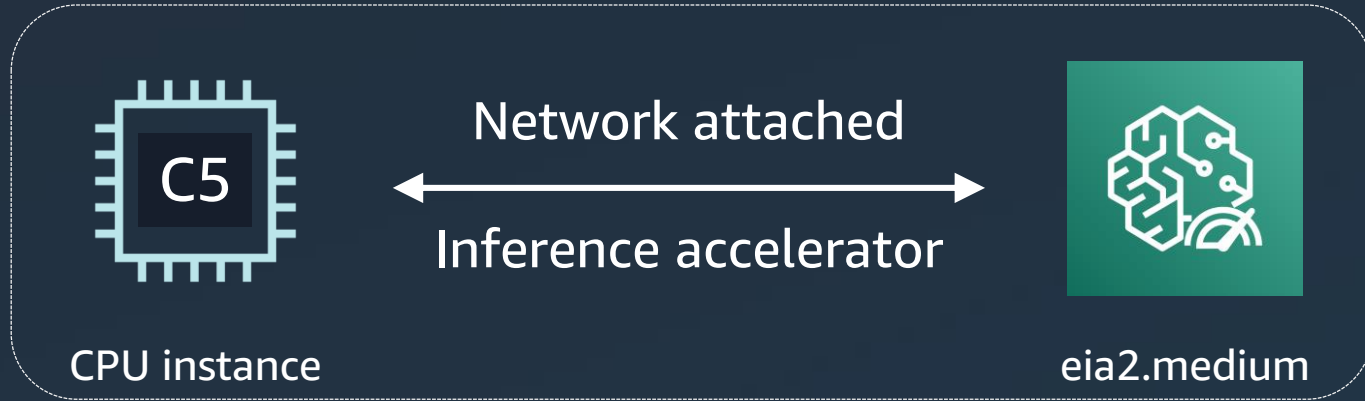 C5
Network attached
Inference accelerator
CPU instance
eia2.medium